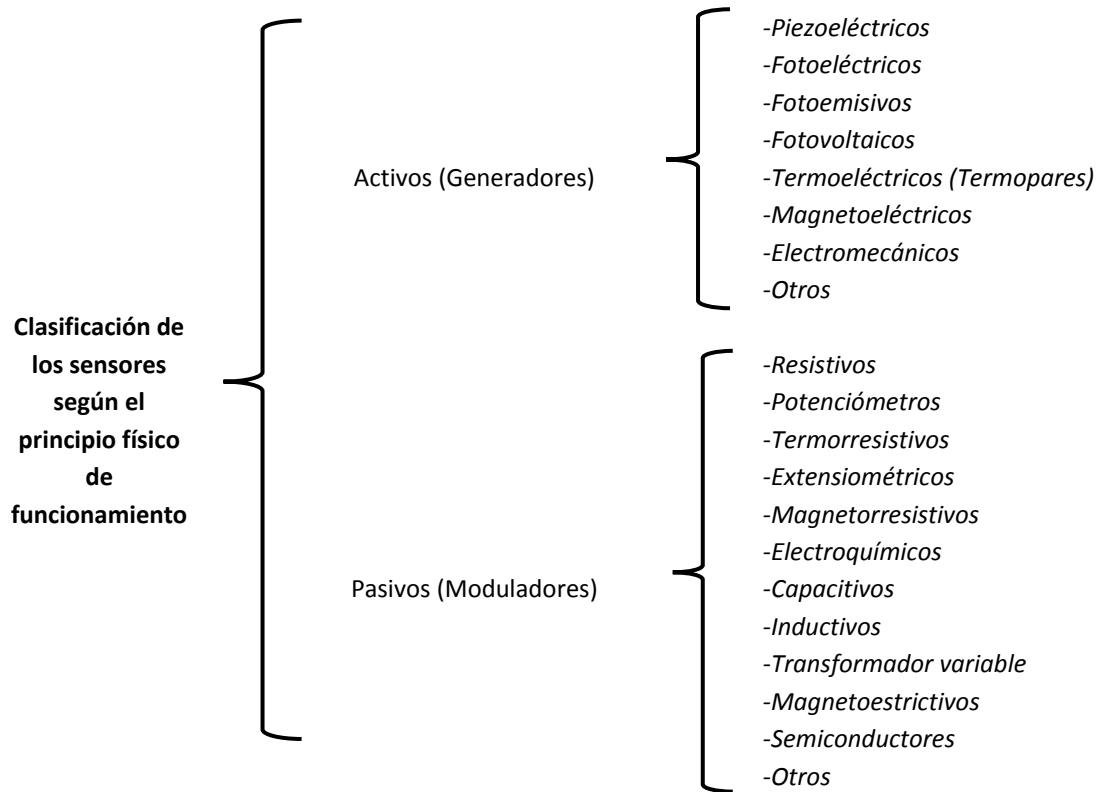 Clasificación de
los sensores
según el
principio físico
de
funcionamiento
Activos (Generadores)
-Piezoeléctricos
-Fotoeléctricos
-Fotoemisivos
-Fotovoltaicos
-Termoeléctricos (Termopares)
-Magnetoeléctricos
-Electromecánicos
-Otros
Pasivos (Moduladores)
-Resistivos
-Potenciómetros
-Termorresistivos
-Extensiométricos
-Magnetorresistivos
-Electroquímicos
-Capacitivos
-Inductivos
-Transformador variable
-Magnetoestrictivos
-Semiconductores
-Otros